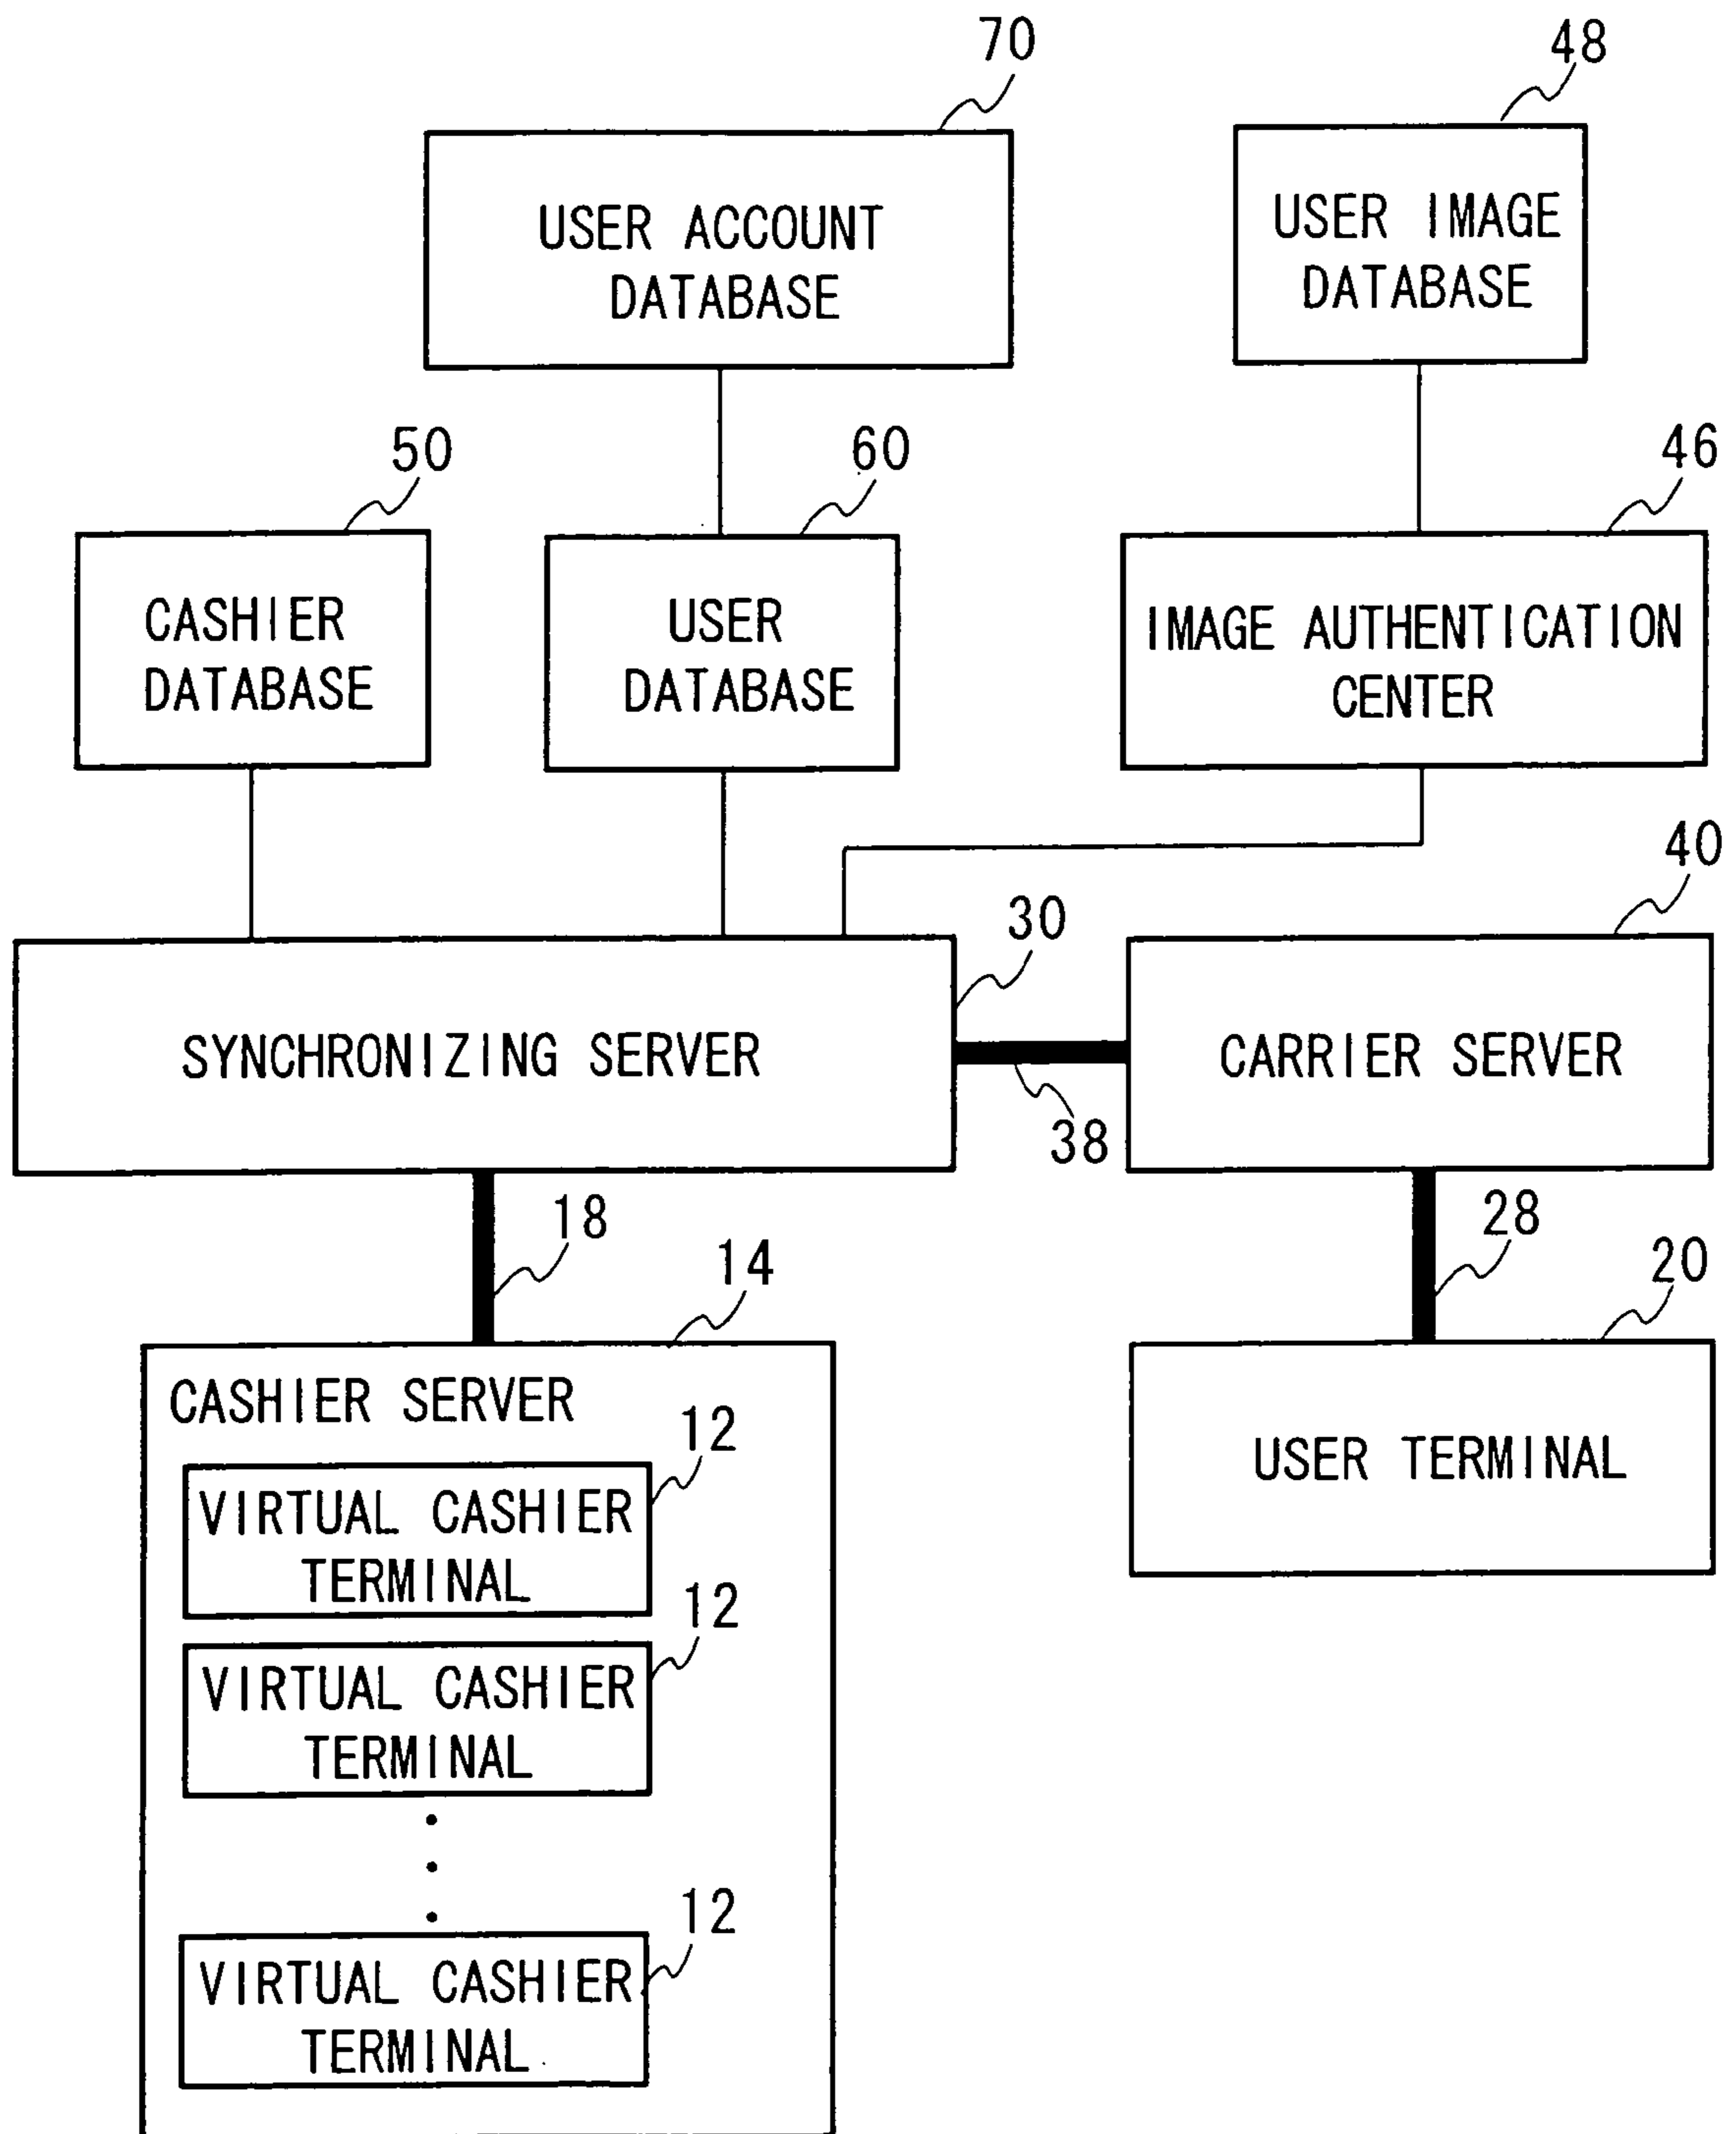 70
48
USER ACCOUNT
DATABASE
USER IMAGE
DATABASE
50
60
46
CASHIER
DATABASE
USER
DATABASE
IMAGE AUTHENTICATION
CENTER
40
30
SYNCHRONIZING SERVER
CARRIER SERVER
38
18
28
14
20
CASHIER SERVER
12
VIRTUAL CASHIER
TERMINAL
USER TERMINAL
12
VIRTUAL CASHIER
TERMINAL
12
VIRTUAL CASHIER
TERMINAL